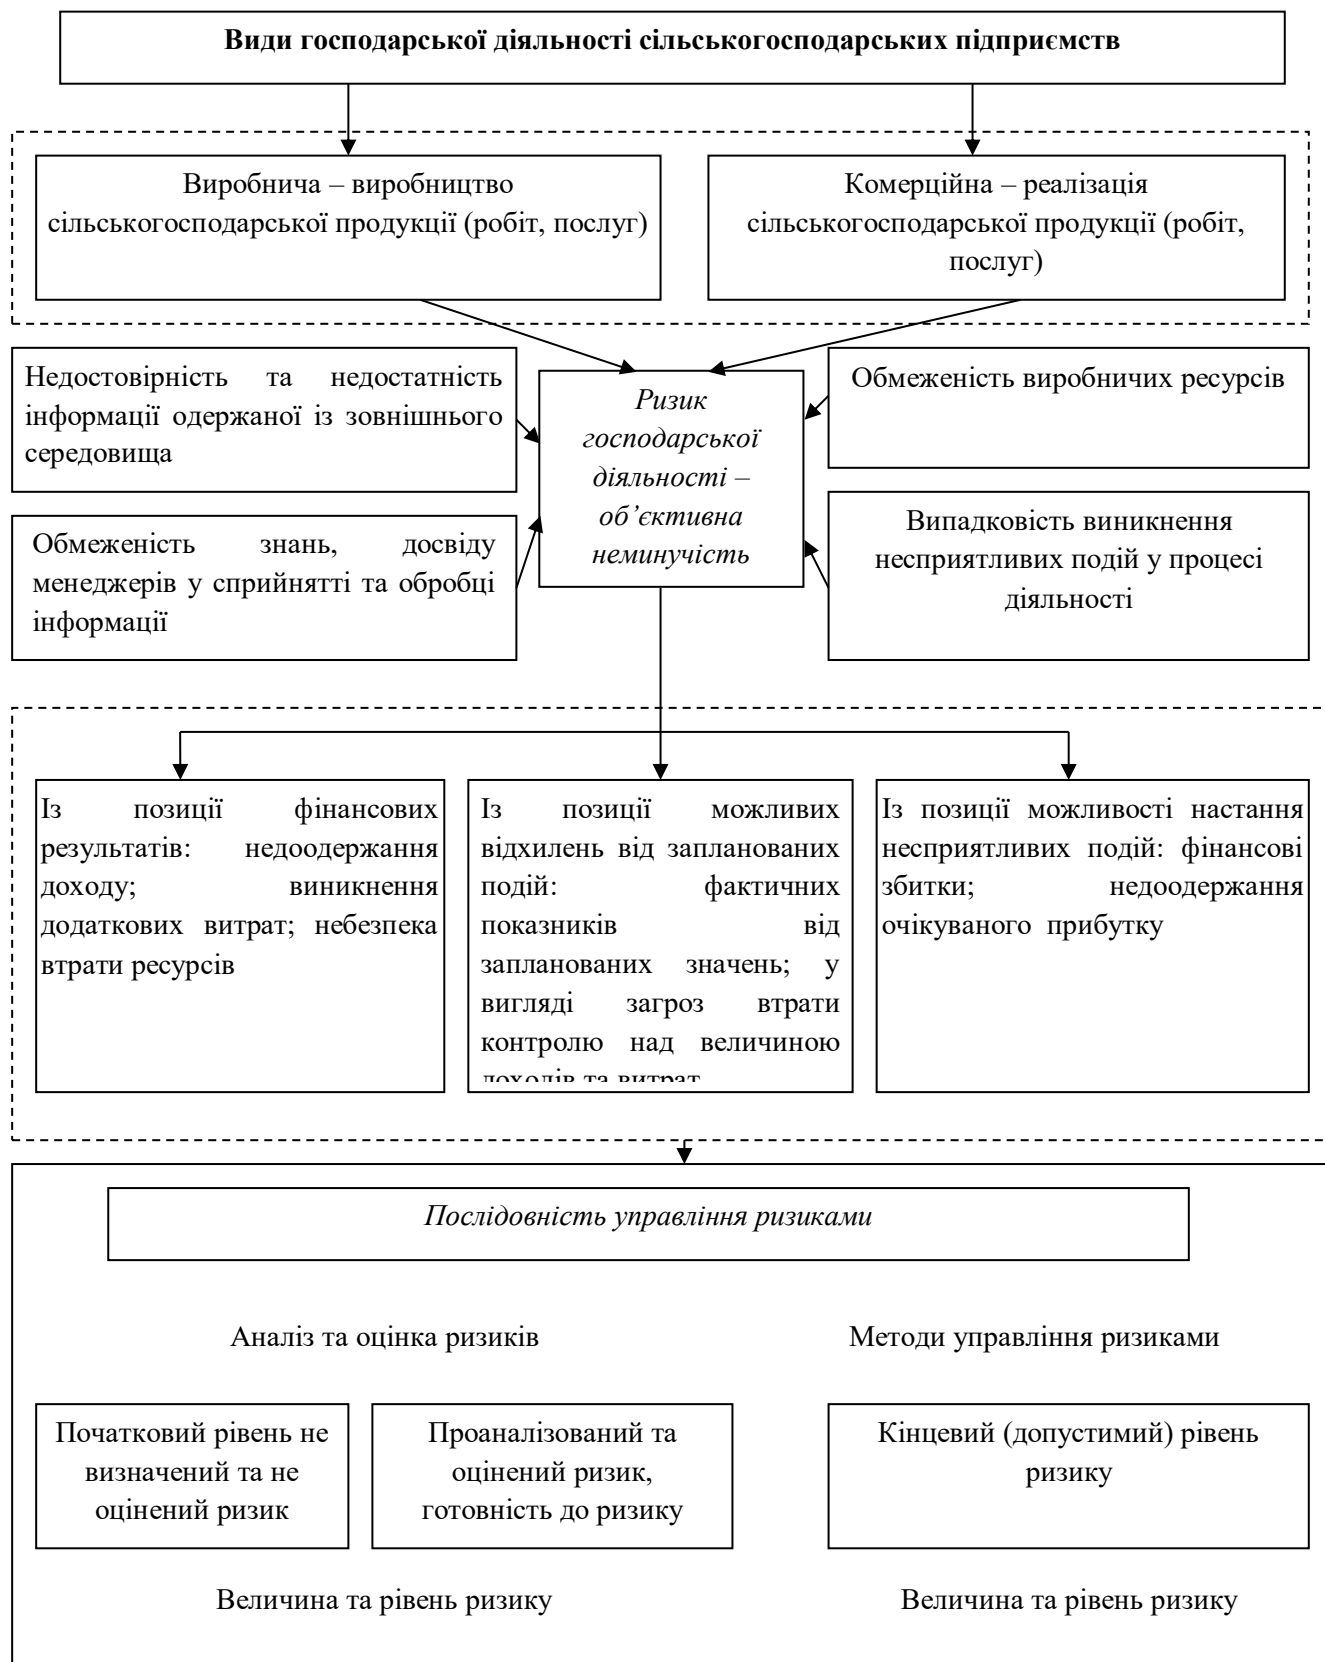 Види господарської діяльності сільськогосподарських підприємств
Виробнича – виробництво
сільськогосподарської продукції (робіт, послуг)
Комерційна – реалізація
сільськогосподарської продукції (робіт,
послуг)
Недостовірність та недостатність
інформації одержаної із зовнішнього
середовища
Ризик
господарської
діяльності –
об’єктивна
неминучість
Обмеженість виробничих ресурсів
Обмеженість знань, досвіду
менеджерів у сприйнятті та обробці
інформації
Випадковість виникнення
несприятливих подій у процесі
діяльності
Із позиції фінансових
результатів: недоодержання
доходу; виникнення
додаткових витрат; небезпека
втрати ресурсів
Із позиції можливих
відхилень від запланованих
подій: фактичних
показників від
запланованих значень; у
вигляді загроз втрати
контролю над величиною
доходів та витрат
Із позиції можливості настання
несприятливих подій: фінансові
збитки; недоодержання
очікуваного прибутку
Послідовність управління ризиками
Аналіз та оцінка ризиків
Методи управління ризиками
Початковий рівень не
визначений та не
оцінений ризик
Проаналізований та
оцінений ризик,
готовність до ризику
Кінцевий (допустимий) рівень
ризику
Величина та рівень ризику
Величина та рівень ризику